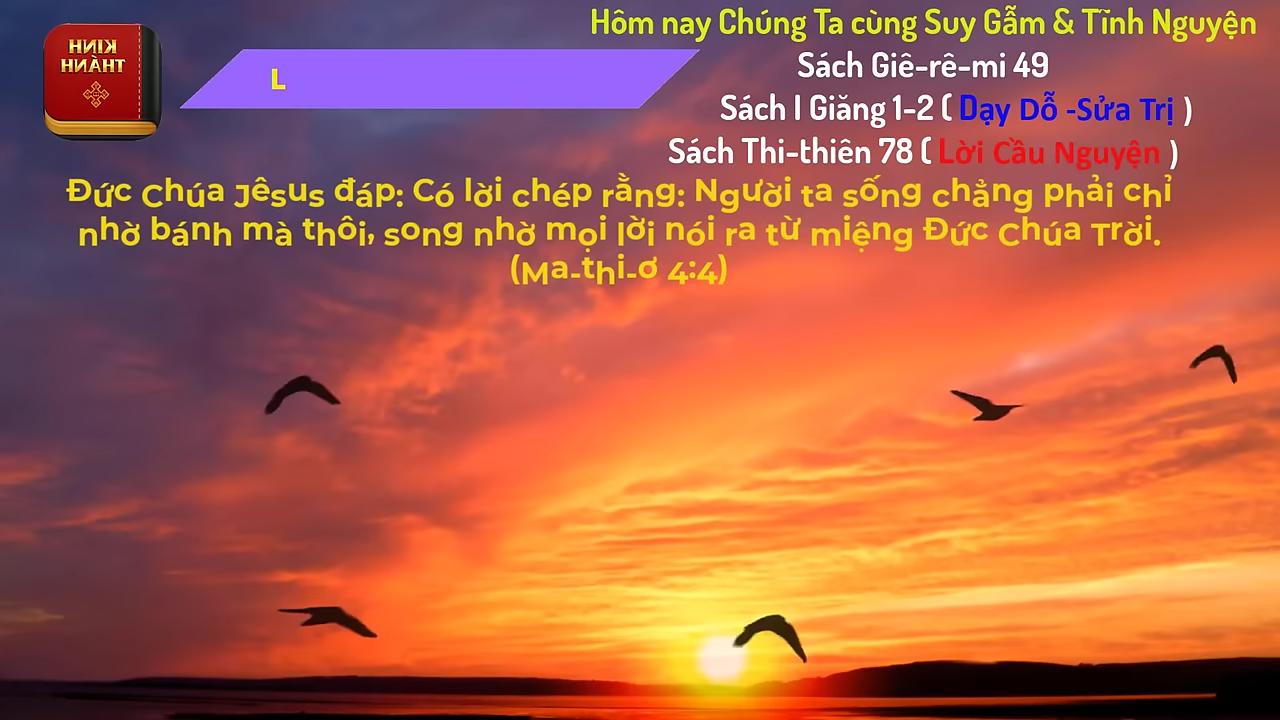 KINH
THÁNH
L
Hôm nay Chúng Ta cùng Suy Gẫm & Tĩnh Nguyện
Sách Giê-rê-mi 49
Sách I Giăng 1-2 ( Dạy Dỗ -Sửa Trị )
Sách Thi-thiên 78 ( Lời Cầu Nguyện )
Đức Chúa Jêsus đáp: Có lời chép rằng: Người ta sống chẳng phải chỉ
nhờ bánh mà thôi, song nhờ mọi lời nói ra từ miệng Đức Chúa Trời.
(Ma-thi-ơ 4:4)